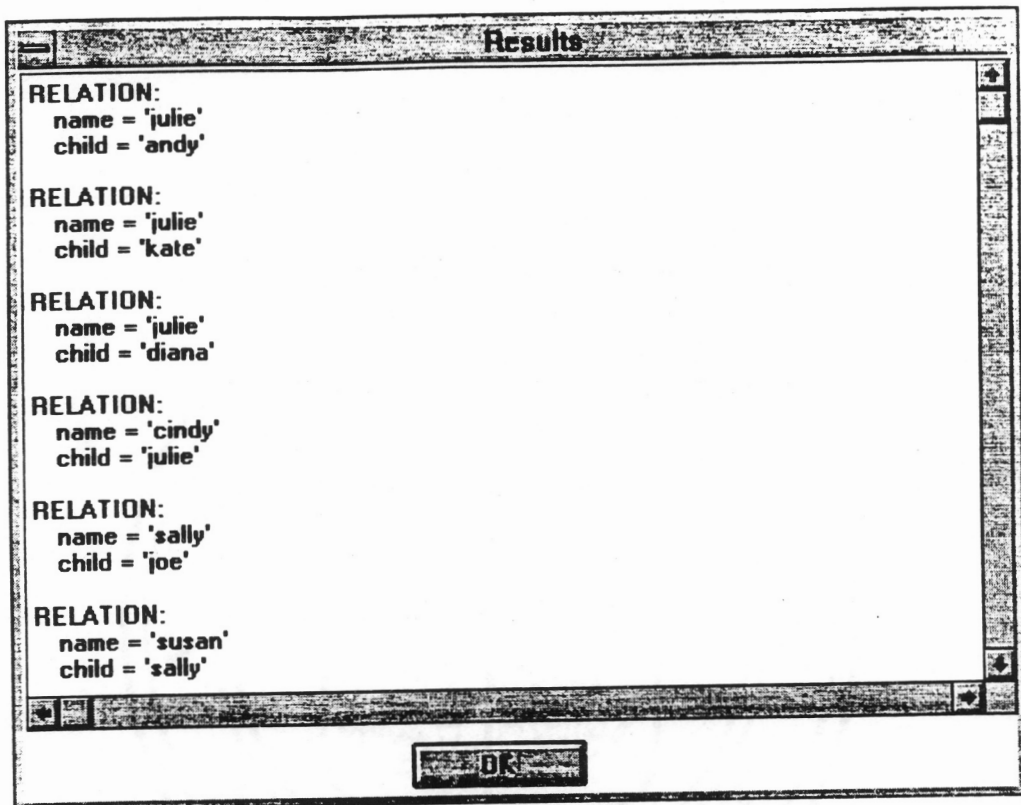 Results
RELATION:
name = 'julie'
child = 'andy'
RELATION:
name = 'julie'
child = 'kate'
RELATION:
name = 'julie'
child = 'diana'
RELATION:
name = 'cindy'
child = 'julie'
RELATION:
name = 'sally'
child = 'joe'
RELATION:
name = 'susan'
child = 'sally'
OK